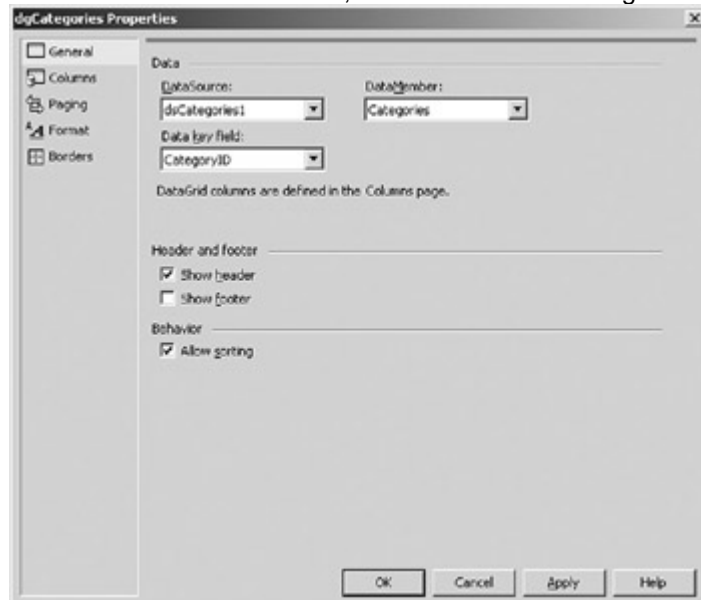 dgCategories Properties
General
Columns
Paging
Format
Borders
Data
DataSource:
DataMember:
dsCategories1
Categories
Data key field:
CategoryID
DataGrid columns are defined in the Columns page.
Header and footer
Show header
Show footer
Behavior
Allow sorting
OK
Cancel
Apply
Help